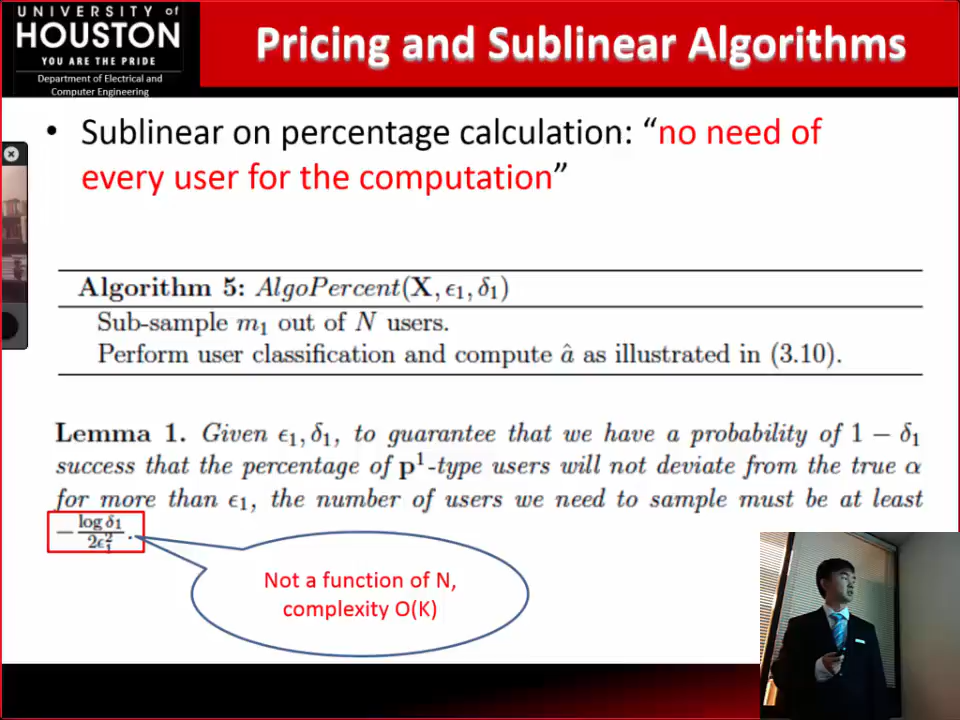 UNIVERSITY of
HOUSTON
YOU ARE THE PRIDE
Department of Electrical and
Computer Engineering
Pricing and Sublinear Algorithms
• Sublinear on percentage calculation: “no need of
every user for the computation”
Algorithm 5: AlgoPercent(X, ϵ₁, δ₁)
Sub-sample m₁ out of N users.
Perform user classification and compute â as illustrated in (3.10).
Lemma 1. Given ϵ₁, δ₁, to guarantee that we have a probability of 1 − δ₁
success that the percentage of p¹-type users will not deviate from the true α
for more than ϵ₁, the number of users we need to sample must be at least
− log δ₁ / 2ϵ₁².
Not a function of N,
complexity O(K)